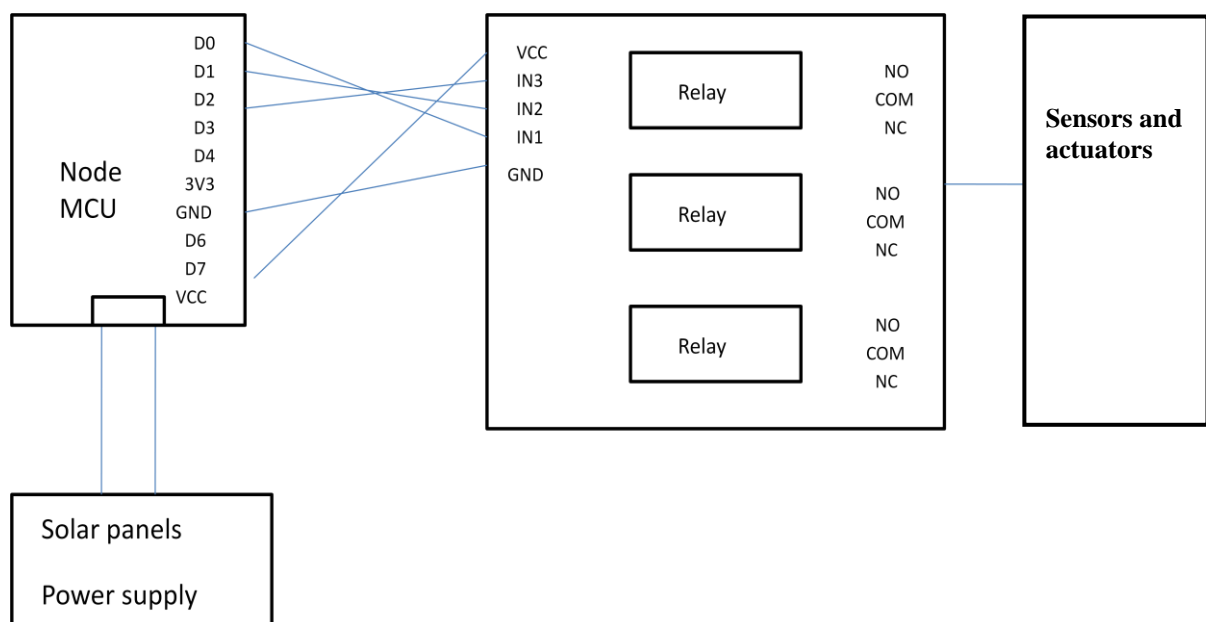 Node
MCU
D0
D1
D2
D3
D4
3V3
GND
D6
D7
VCC
VCC
IN3
IN2
IN1
GND
Relay
NO
COM
NC
Relay
NO
COM
NC
Relay
NO
COM
NC
Sensors and
actuators
Solar panels
Power supply